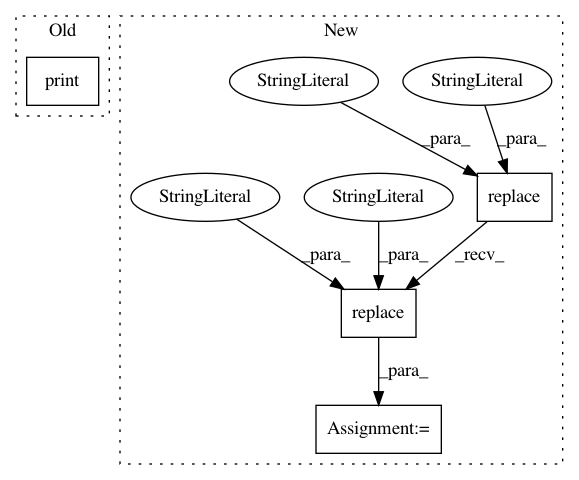 Old
New
print
StringLiteral
StringLiteral
_para_
_para_
StringLiteral
StringLiteral
replace
_para_
_para_
_recv_
replace
_para_
Assignment:=